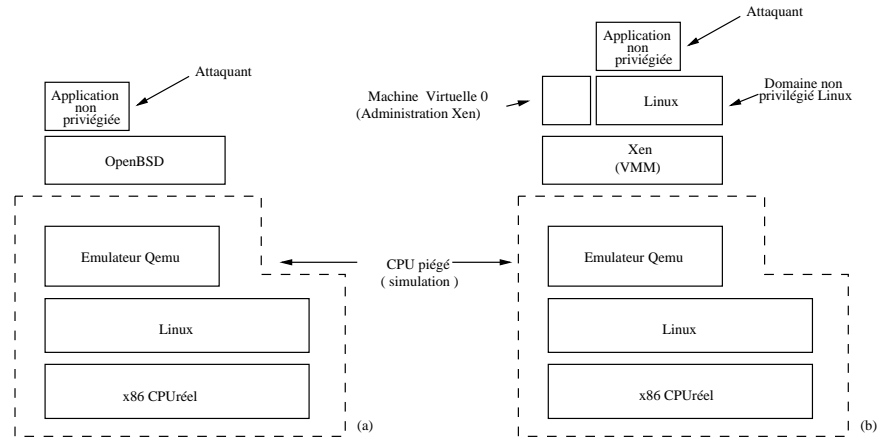 Application
non
priviégiée
Attaquant
OpenBSD
Emulateur Qemu
Linux
x86 CPUréel
(a)
CPU piégé
( simulation )
Application
non
priviégiée
Attaquant
Machine Virtuelle 0
(Administration Xen)
Linux
Domaine non
privilégié Linux
Xen
(VMM)
Emulateur Qemu
Linux
x86 CPUréel
(b)